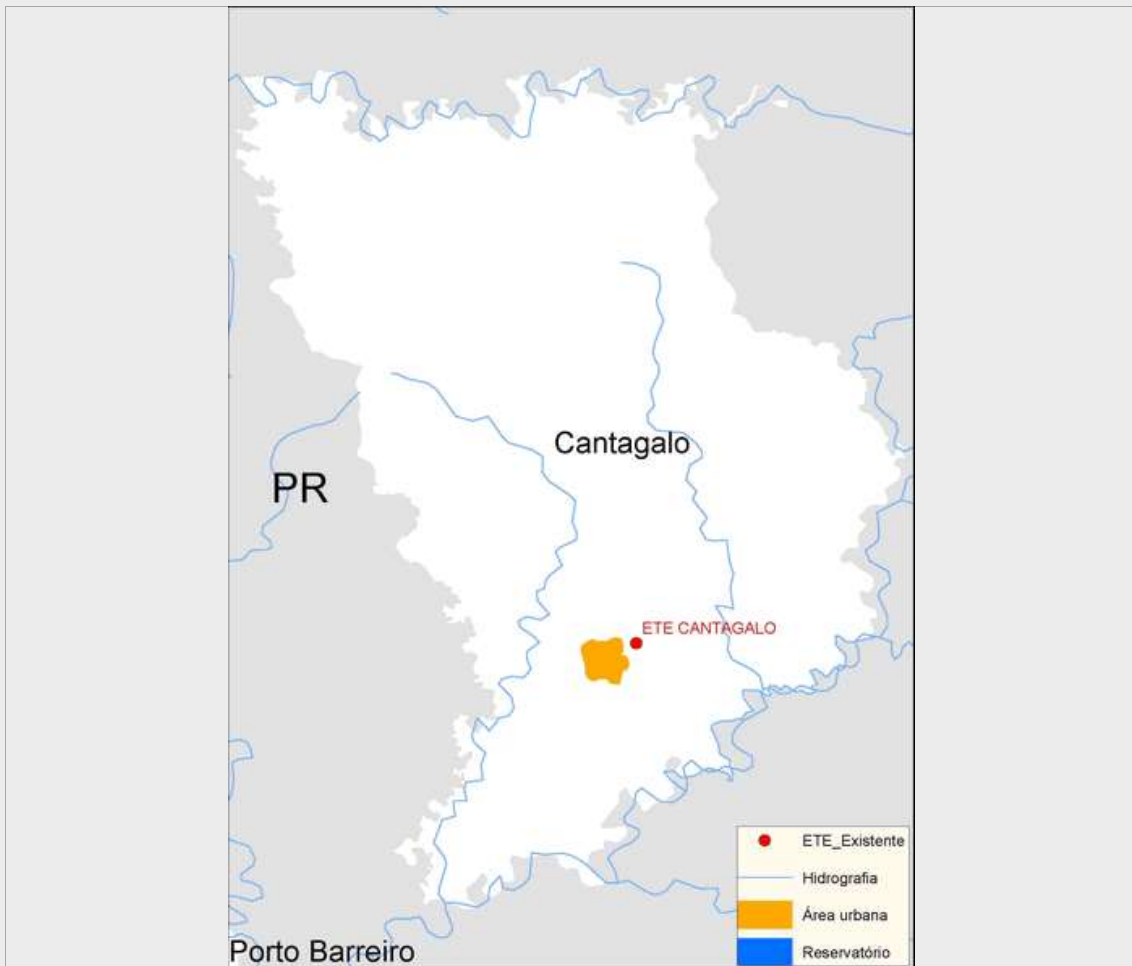 Cantagalo
PR
ETE CANTAGALO
ETE_Existente
Hidrografia
Área urbana
Reservatório
Porto Barreiro